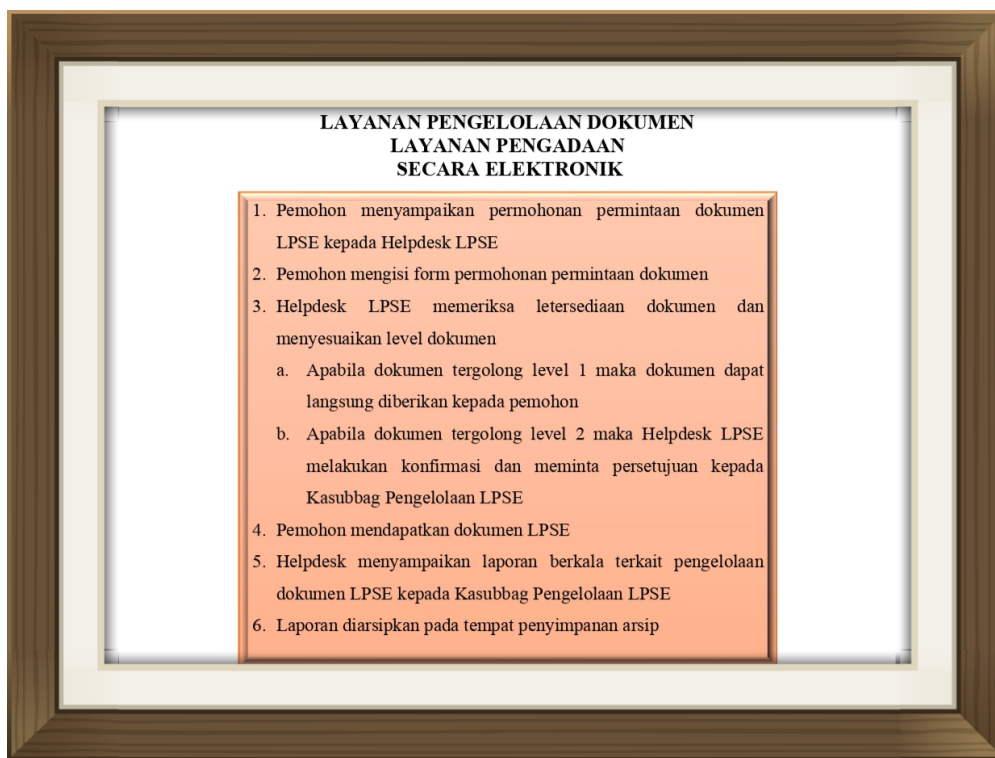 LAYANAN PENGELOLAAN DOKUMEN
LAYANAN PENGADAAN
SECARA ELEKTRONIK
1. Pemohon menyampaikan permohonan permintaan dokumen
LPSE kepada Helpdesk LPSE
2. Pemohon mengisi form permohonan permintaan dokumen
3. Helpdesk LPSE memeriksa letersediaan dokumen dan
menyesuaikan level dokumen
a. Apabila dokumen tergolong level 1 maka dokumen dapat
langsung diberikan kepada pemohon
b. Apabila dokumen tergolong level 2 maka Helpdesk LPSE
melakukan konfirmasi dan meminta persetujuan kepada
Kasubbag Pengelolaan LPSE
4. Pemohon mendapatkan dokumen LPSE
5. Helpdesk menyampaikan laporan berkala terkait pengelolaan
dokumen LPSE kepada Kasubbag Pengelolaan LPSE
6. Laporan diarsipkan pada tempat penyimpanan arsip